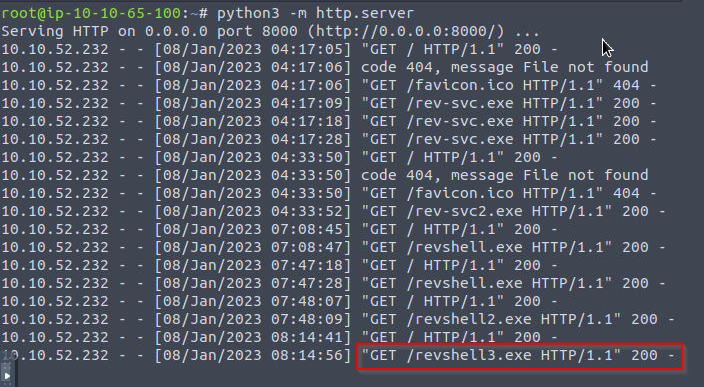 root@ip-10-10-65-100:~# python3 -m http.server
Serving HTTP on 0.0.0.0 port 8000 (http://0.0.0.0:8000/) ...
10.10.52.232 - - [08/Jan/2023 04:17:05] "GET / HTTP/1.1" 200 -
10.10.52.232 - - [08/Jan/2023 04:17:06] code 404, message File not found
10.10.52.232 - - [08/Jan/2023 04:17:06] "GET /favicon.ico HTTP/1.1" 404 -
10.10.52.232 - - [08/Jan/2023 04:17:09] "GET /rev-svc.exe HTTP/1.1" 200 -
10.10.52.232 - - [08/Jan/2023 04:17:18] "GET /rev-svc.exe HTTP/1.1" 200 -
10.10.52.232 - - [08/Jan/2023 04:17:28] "GET /rev-svc.exe HTTP/1.1" 200 -
10.10.52.232 - - [08/Jan/2023 04:33:50] "GET / HTTP/1.1" 200 -
10.10.52.232 - - [08/Jan/2023 04:33:50] code 404, message File not found
10.10.52.232 - - [08/Jan/2023 04:33:50] "GET /favicon.ico HTTP/1.1" 404 -
10.10.52.232 - - [08/Jan/2023 04:33:52] "GET /rev-svc2.exe HTTP/1.1" 200 -
10.10.52.232 - - [08/Jan/2023 07:08:45] "GET / HTTP/1.1" 200 -
10.10.52.232 - - [08/Jan/2023 07:08:47] "GET /revshell.exe HTTP/1.1" 200 -
10.10.52.232 - - [08/Jan/2023 07:47:18] "GET / HTTP/1.1" 200 -
10.10.52.232 - - [08/Jan/2023 07:47:28] "GET /revshell.exe HTTP/1.1" 200 -
10.10.52.232 - - [08/Jan/2023 07:48:07] "GET / HTTP/1.1" 200 -
10.10.52.232 - - [08/Jan/2023 07:48:09] "GET /revshell2.exe HTTP/1.1" 200 -
10.10.52.232 - - [08/Jan/2023 08:14:41] "GET / HTTP/1.1" 200 -
10.10.52.232 - - [08/Jan/2023 08:14:56] "GET /revshell3.exe HTTP/1.1" 200 -